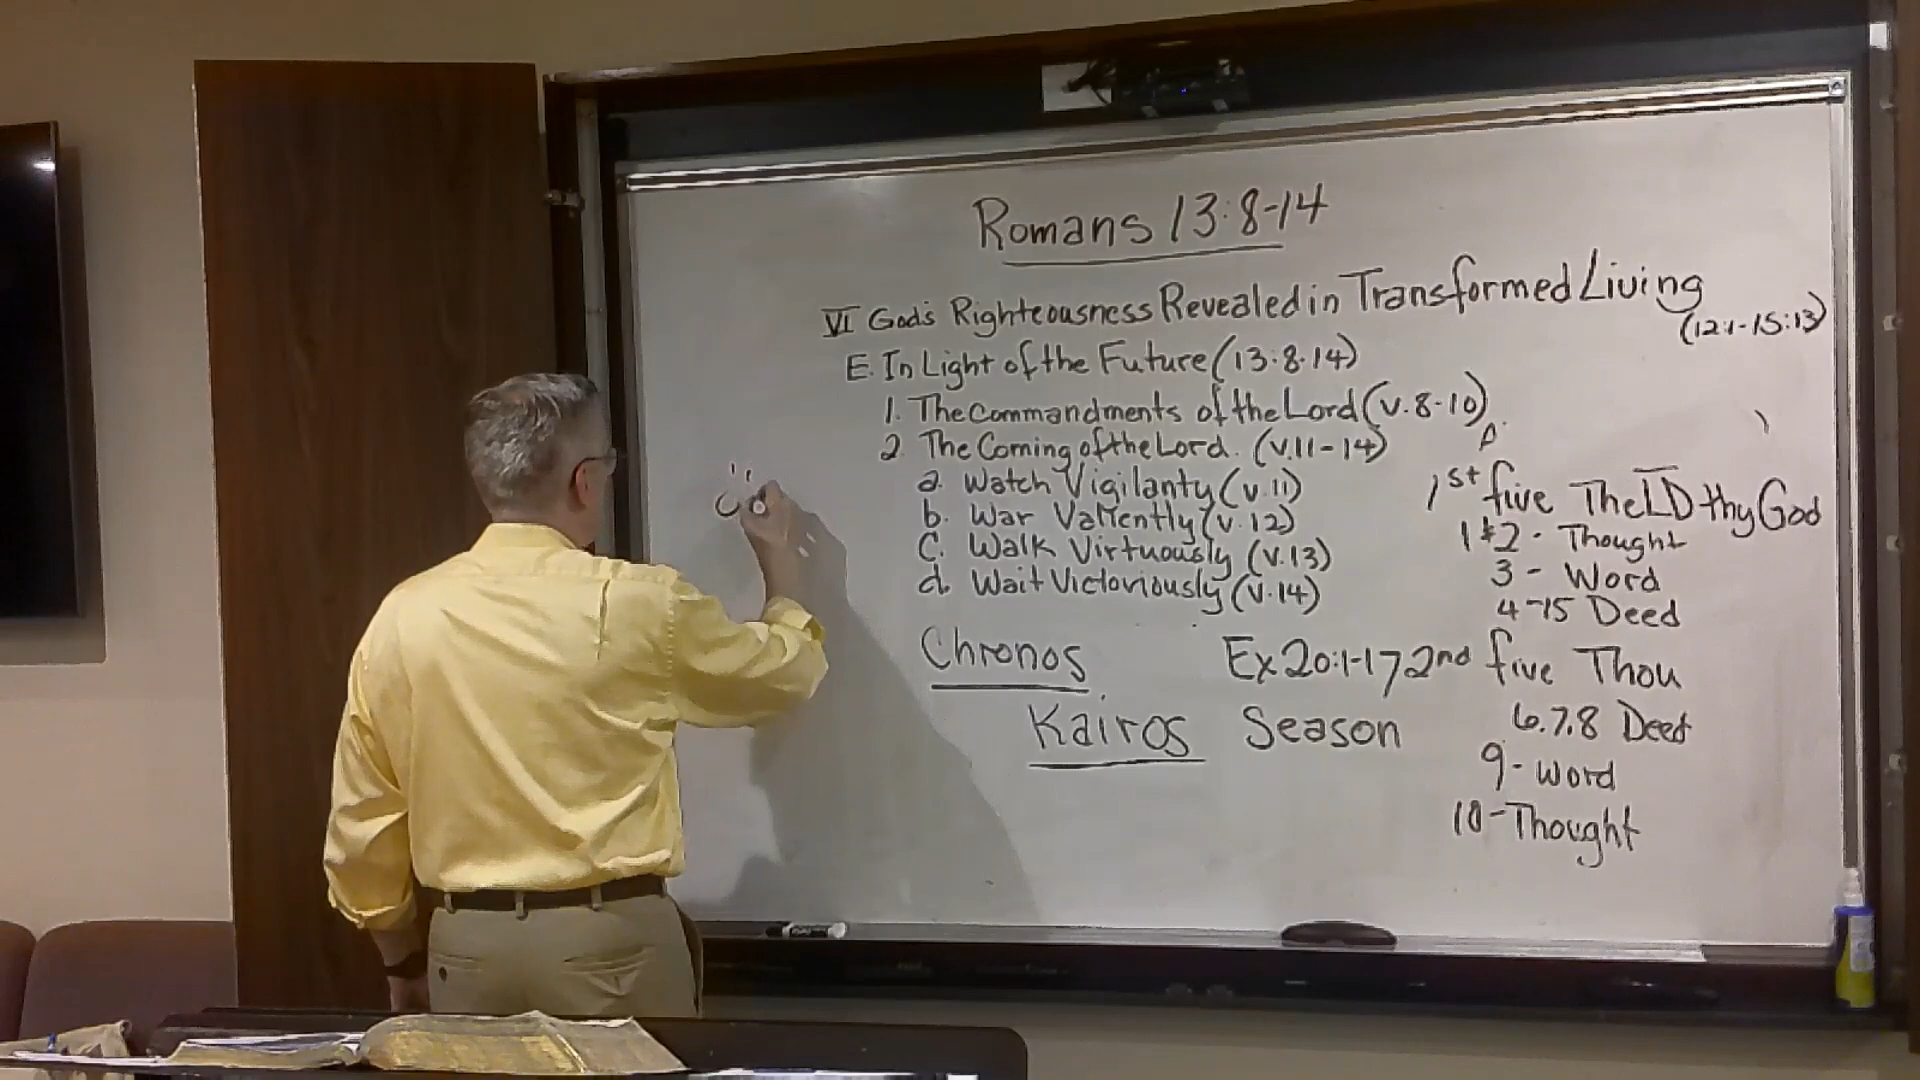 Romans 13:8-14
VI God's Righteousness Revealed in Transformed Living
(12:1-15:13)
E. In Light of the Future (13:8-14)
1. The Commandments of the Lord (v.8-10)
2. The Coming of the Lord. (v.11-14)
a. Watch Vigilanty (v.11)
b. War Valiently (v.12)
C. Walk Virtuously (v.13)
d. Wait Victoriously (v.14)
1st five The LD thy God
1 & 2 - Thought
3 - Word
4-15 Deed
Chronos
Ex 20:1-17
2nd five Thou
Kairos Season
6.7.8 Deed
9 - Word
10 - Thought